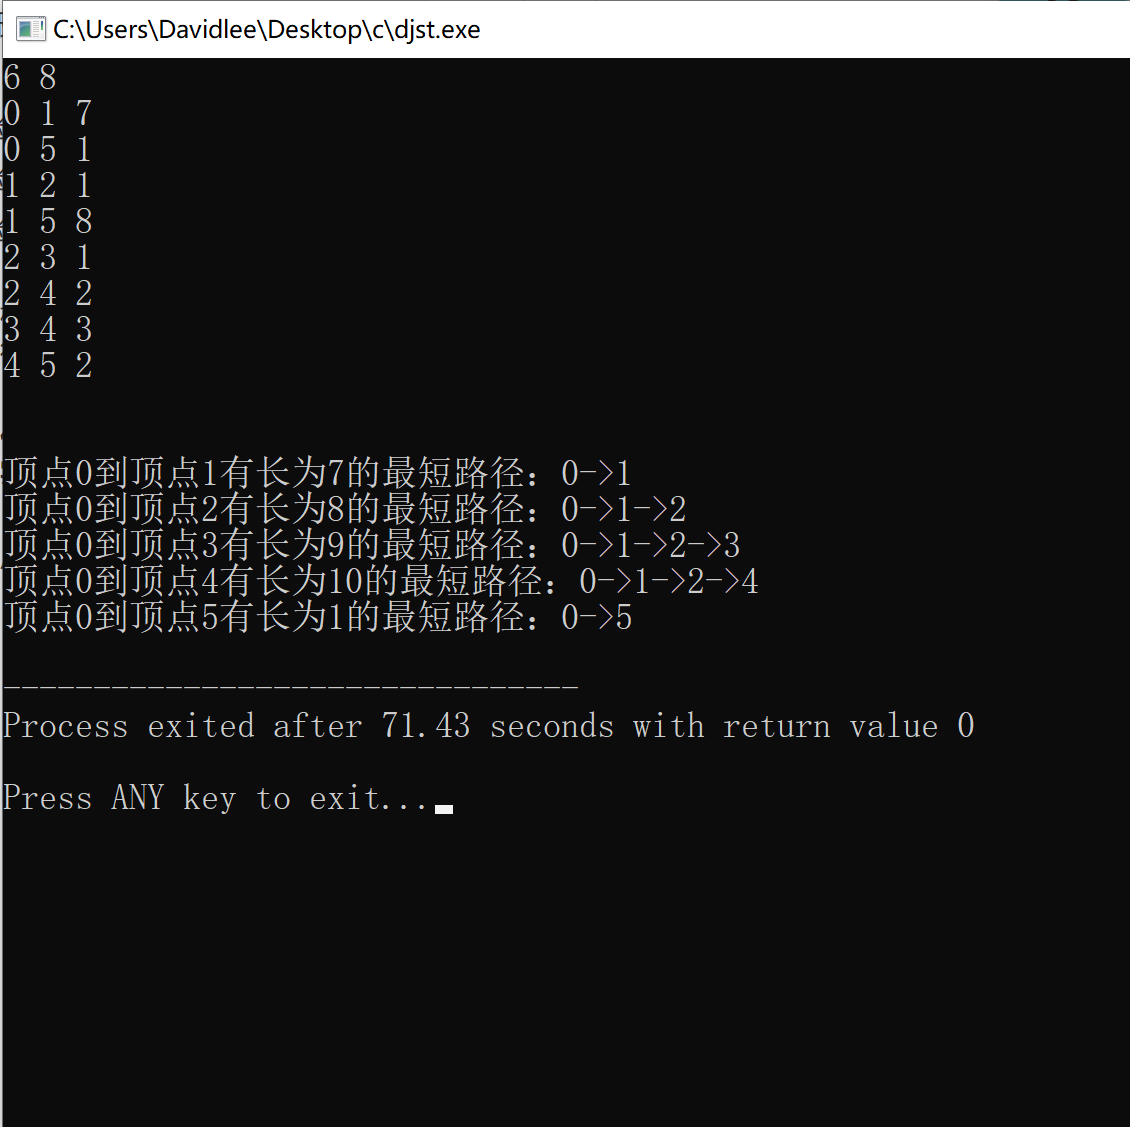 C:\Users\Davidlee\Desktop\c\djst.exe
6 8
0 1 7
0 5 1
1 2 1
1 5 8
2 3 1
2 4 2
3 4 3
4 5 2
顶点0到顶点1有长为7的最短路径：0->1
顶点0到顶点2有长为8的最短路径：0->1->2
顶点0到顶点3有长为9的最短路径：0->1->2->3
顶点0到顶点4有长为10的最短路径：0->1->2->4
顶点0到顶点5有长为1的最短路径：0->5
--------------------------------
Process exited after 71.43 seconds with return value 0
Press ANY key to exit...